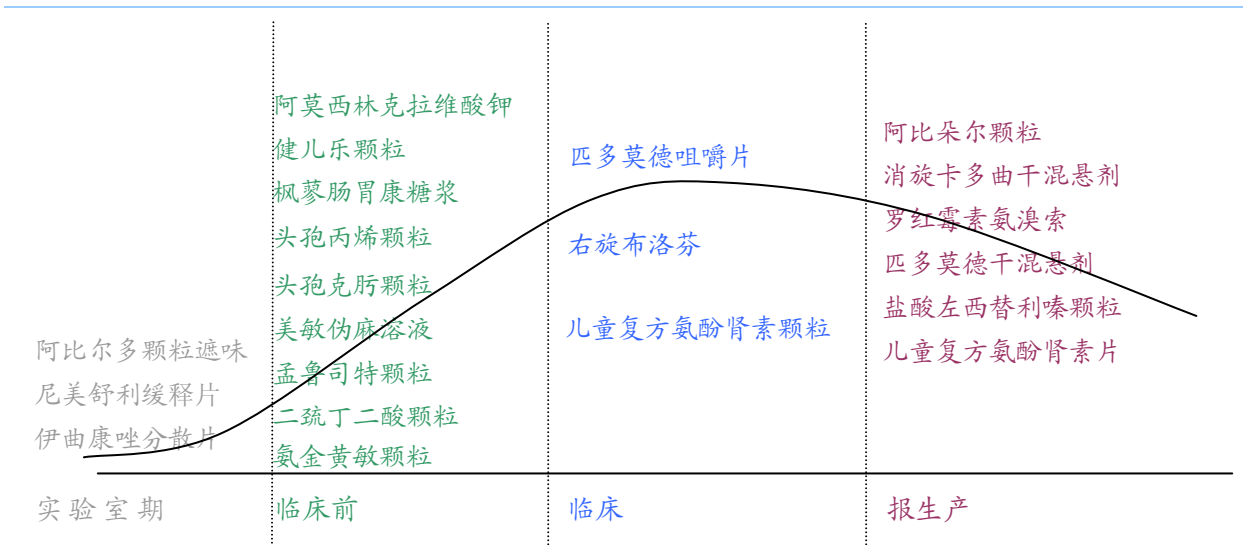 阿比尔多颗粒遮味
尼美舒利缓释片
伊曲康唑分散片
实验室期
阿莫西林克拉维酸钾
健儿乐颗粒
枫蓼肠胃康糖浆
头孢丙烯颗粒
头孢克肟颗粒
美敏伪麻溶液
孟鲁司特颗粒
二巯丁二酸颗粒
氨金黄敏颗粒
临床前
匹多莫德咀嚼片
右旋布洛芬
儿童复方氨酚肾素颗粒
临床
阿比朵尔颗粒
消旋卡多曲干混悬剂
罗红霉素氨溴索
匹多莫德干混悬剂
盐酸左西替利嗪颗粒
儿童复方氨酚肾素片
报生产